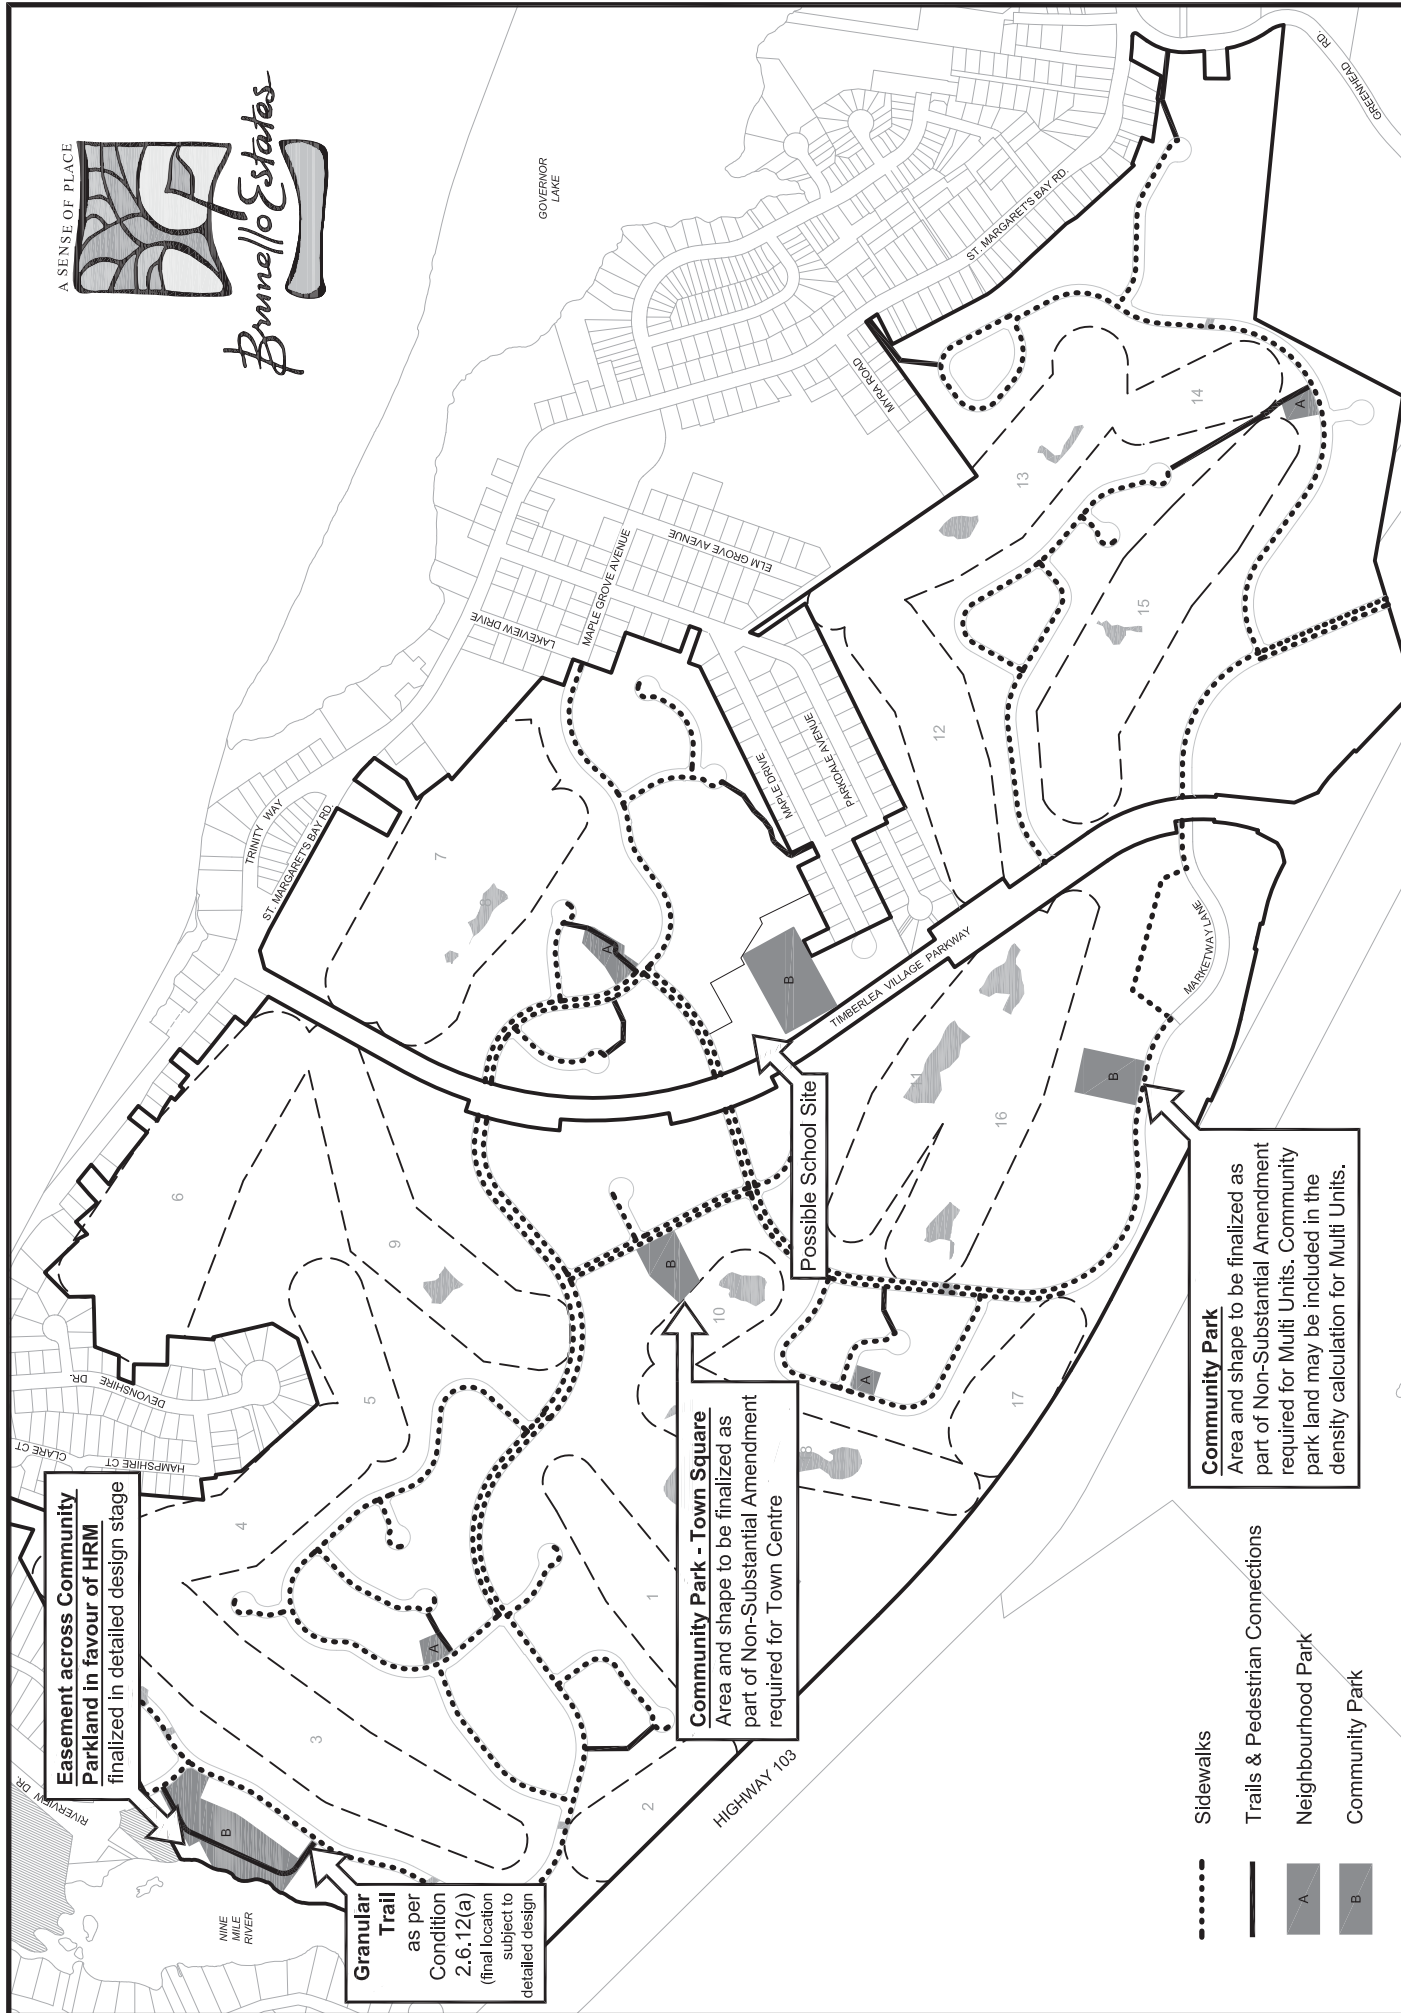 A SENSE OF PLACE
Brunello Estates
GOVERNOR
LAKE
GREENHEAD
RD.
ST. MARGARET'S BAY RD.
MYRA ROAD
ELM GROVE AVENUE
MAPLE GROVE AVENUE
LAKEVIEW DRIVE
MAPLE DRIVE
PARKDALE AVENUE
TRINITY WAY
ST. MARGARET'S BAY RD.
TIMBERLEA VILLAGE PARKWAY
MARKETWAY LANE
DEVONSHIRE DR.
CLARE CT
HAMPSHIRE CT
RIVERVIEW DR.
NINE
MILE
RIVER
HIGHWAY 103
1
2
3
4
5
6
7
8
9
10
11
12
13
14
15
16
17
8
A
A
A
A
B
B
B
B
Easement across Community
Parkland in favour of HRM
finalized in detailed design stage
Granular
Trail
as per
Condition
2.6.12(a)
(final location
subject to
detailed design
Community Park - Town Square
Area and shape to be finalized as
part of Non-Substantial Amendment
required for Town Centre
Possible School Site
Community Park
Area and shape to be finalized as
part of Non-Substantial Amendment
required for Multi Units. Community
park land may be included in the
density calculation for Multi Units.
Sidewalks
Trails & Pedestrian Connections
A
Neighbourhood Park
B
Community Park